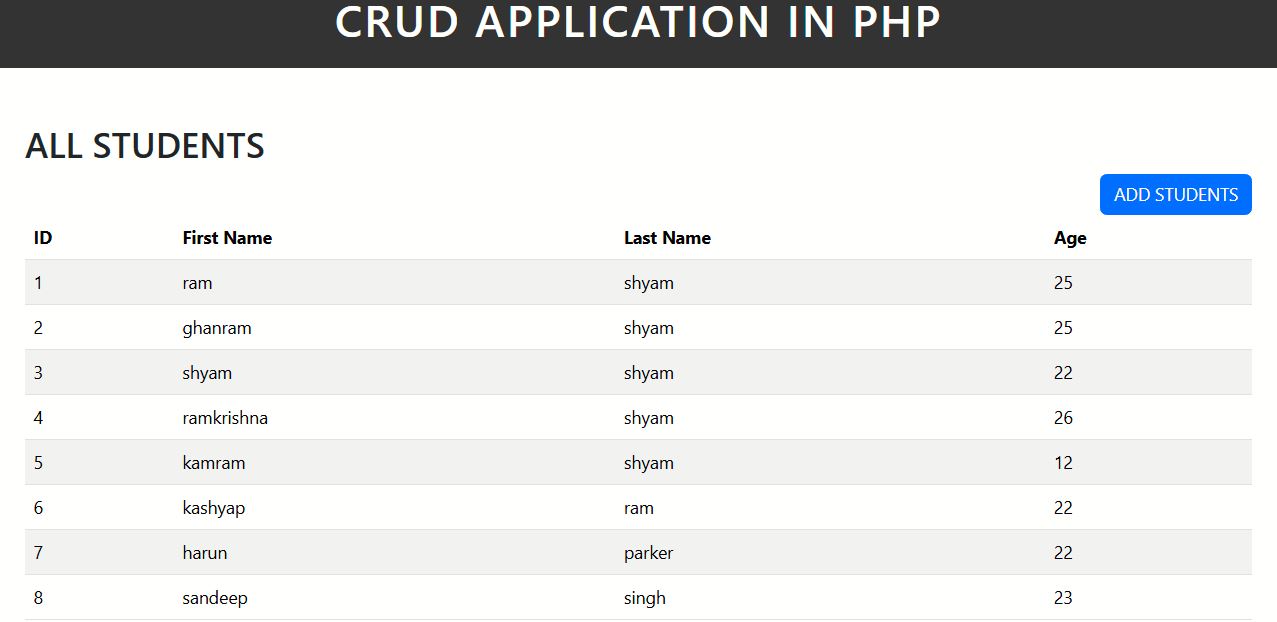 CRUD APPLICATION IN PHP
ALL STUDENTS
ADD STUDENTS
ID First Name Last Name Age
1 ram shyam 25
2 ghanram shyam 25
3 shyam shyam 22
4 ramkrishna shyam 26
5 kamram shyam 12
6 kashyap ram 22
7 harun parker 22
8 sandeep singh 23